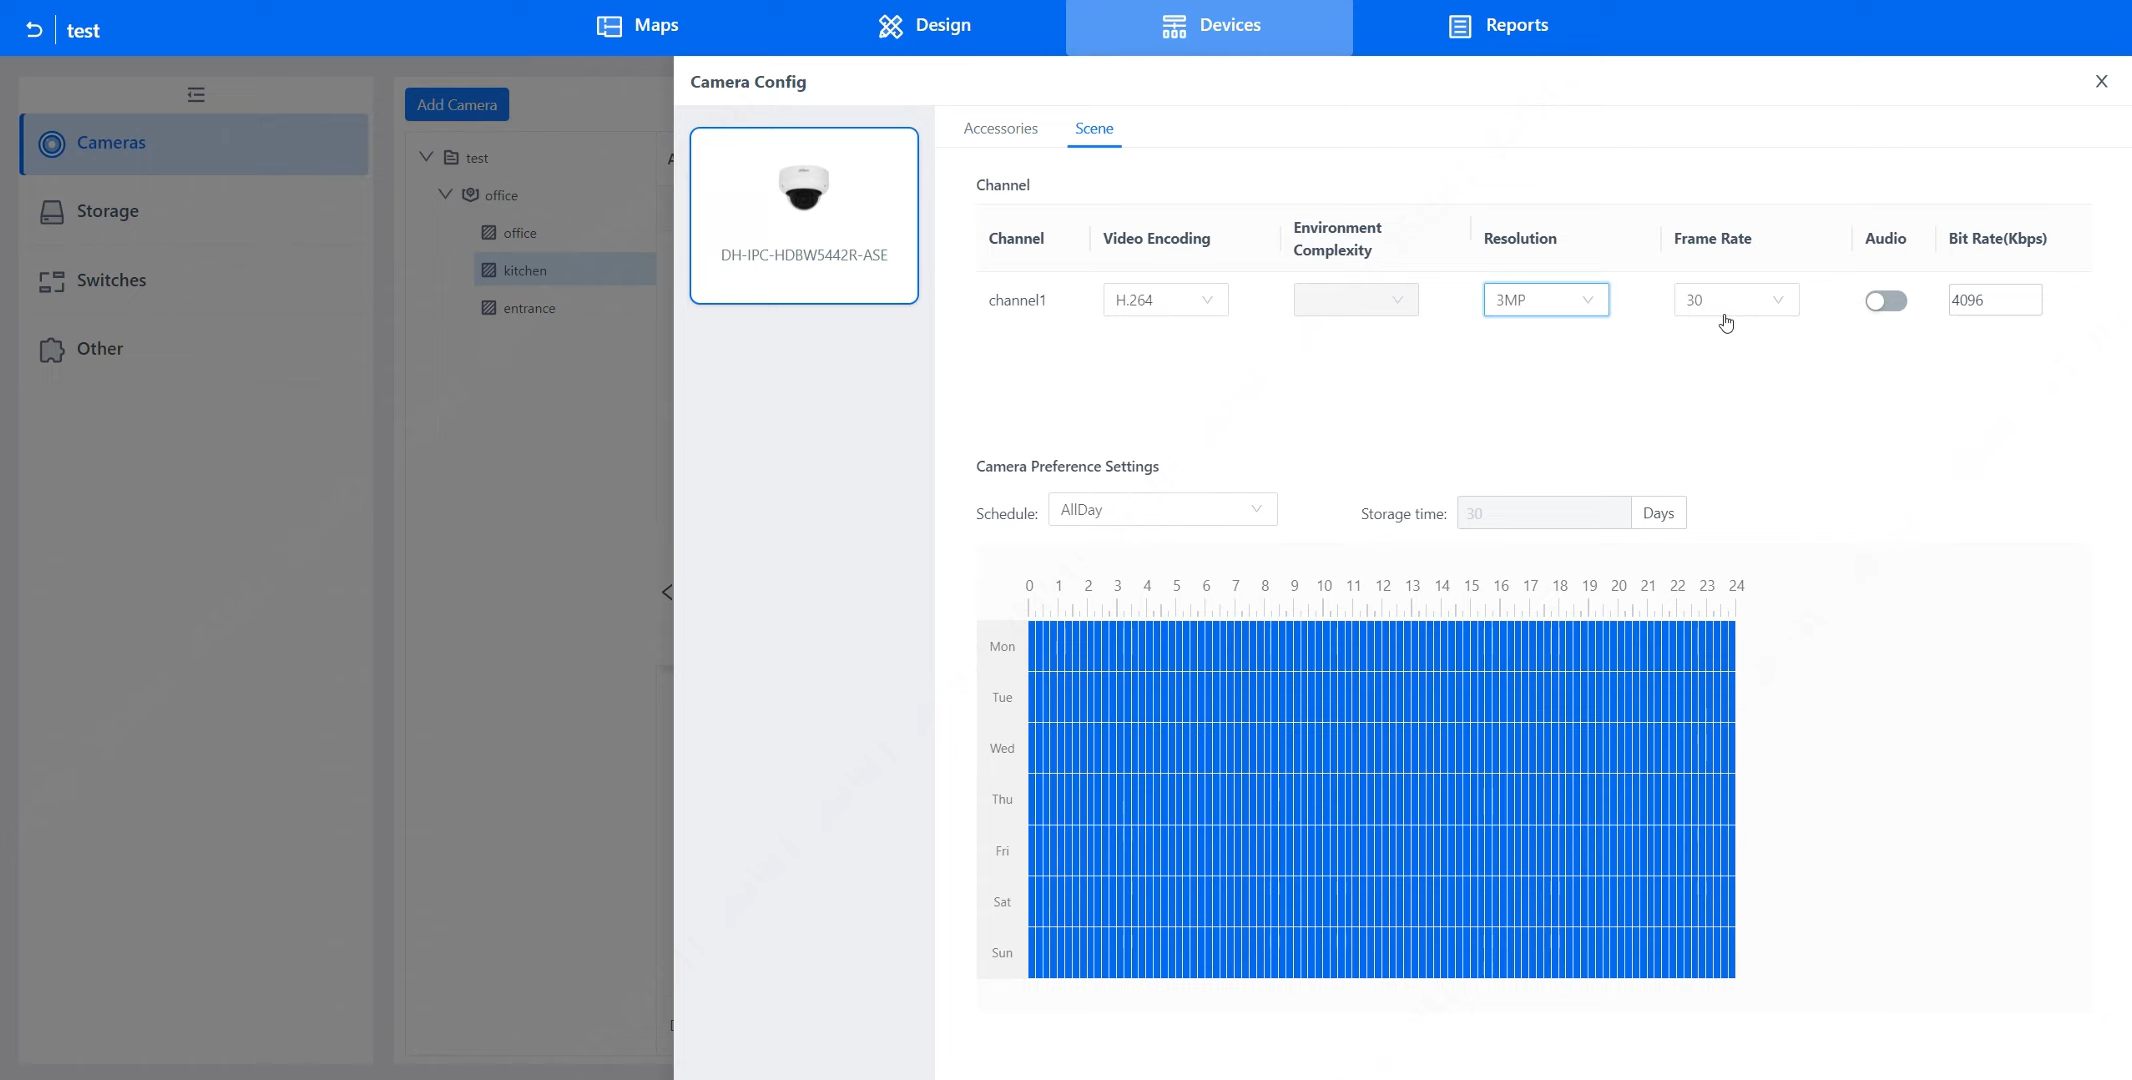 test
Maps
Design
Devices
Reports
Camera Config
Add Camera
Cameras
Storage
Switches
Other
test
office
office
kitchen
entrance
DH-IPC-HDBW5442R-ASE
Accessories
Scene
Channel
Channel Video Encoding Environment Complexity Resolution Frame Rate Audio Bit Rate(Kbps)
channel1 H.264 3MP 30 4096
Camera Preference Settings
Schedule: AllDay Storage time: 30 Days
0 1 2 3 4 5 6 7 8 9 10 11 12 13 14 15 16 17 18 19 20 21 22 23 24
Mon
Tue
Wed
Thu
Fri
Sat
Sun